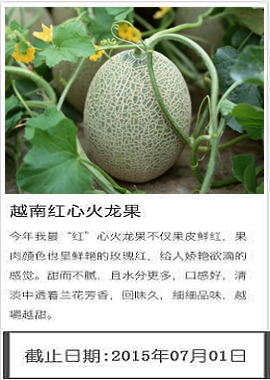 越南红心火龙果
今年我最“红”心火龙果不仅果皮鲜红，果
肉颜色也呈鲜艳的玫瑰红，给人娇艳欲滴的
感觉。甜而不腻，且水分更多，口感好，清
淡中透着兰花芳香，回味久，细细品味，越
嚼越甜。
截止日期:2015年07月01日